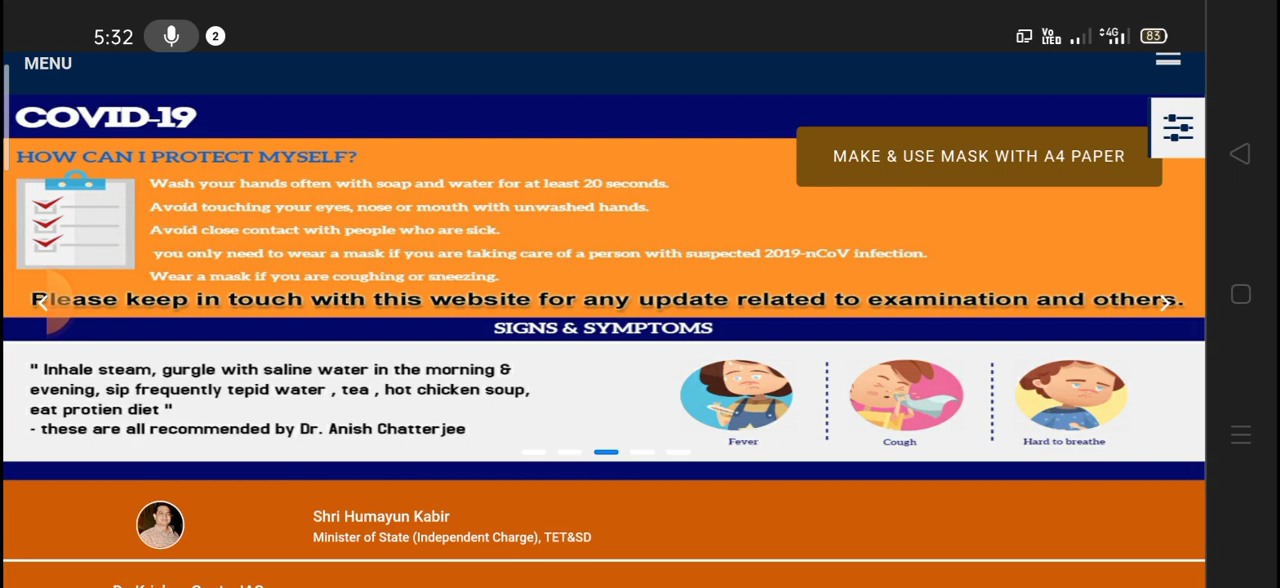 5:32
2
Vo
LTED
4G
83
MENU
COVID-19
HOW CAN I PROTECT MYSELF?
MAKE & USE MASK WITH A4 PAPER
Wash your hands often with soap and water for at least 20 seconds.
Avoid touching your eyes, nose or mouth with unwashed hands.
Avoid close contact with people who are sick.
you only need to wear a mask if you are taking care of a person with suspected 2019-nCoV infection.
Wear a mask if you are coughing or sneezing.
Please keep in touch with this website for any update related to examination and others.
SIGNS & SYMPTOMS
" Inhale steam, gurgle with saline water in the morning &
evening, sip frequently tepid water , tea , hot chicken soup,
eat protien diet "
- these are all recommended by Dr. Anish Chatterjee
Fever
Cough
Hard to breathe
Shri Humayun Kabir
Minister of State (Independent Charge), TET&SD